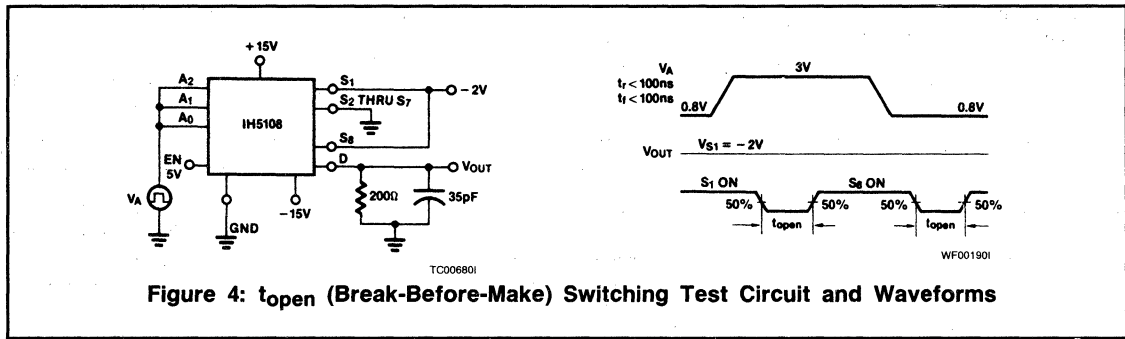 +15V
A2
A1
A0
IH5108
EN
5V
VA
GND
-15V
S1
S2 THRU S7
S8
D
-2V
VOUT
200Ω
35pF
TC00680I
VA
tr < 100ns
tf < 100ns
0.8V
3V
0.8V
VOUT
VS1 = -2V
S1 ON
S8 ON
50%
50%
50%
50%
topen
topen
WF00190I
Figure 4: topen (Break-Before-Make) Switching Test Circuit and Waveforms